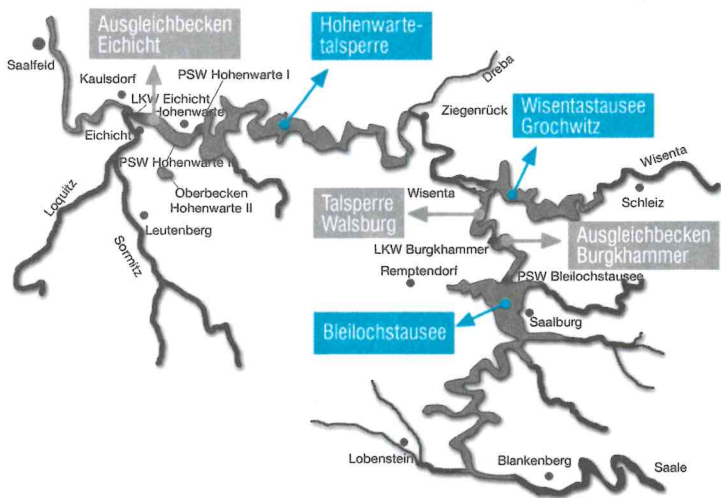 Ausgleichbecken
Eichicht
Hohenwarte-
talsperre
Saalfeld
Kaulsdorf
PSW Hohenwarte I
Dreba
LKW Eichicht
Hohenwarte
Ziegenrück
Wisentastausee
Grochwitz
Eichicht
PSW Hohenwarte II
Oberbecken
Hohenwarte II
Wisenta
Loquitz
Wisenta
Talsperre
Walsburg
Schleiz
Leutenberg
Sormitz
LKW Burgkhammer
Ausgleichbecken
Burgkhammer
Remptendorf
PSW Bleilochstausee
Bleilochstausee
Saalburg
Lobenstein
Blankenberg
Saale